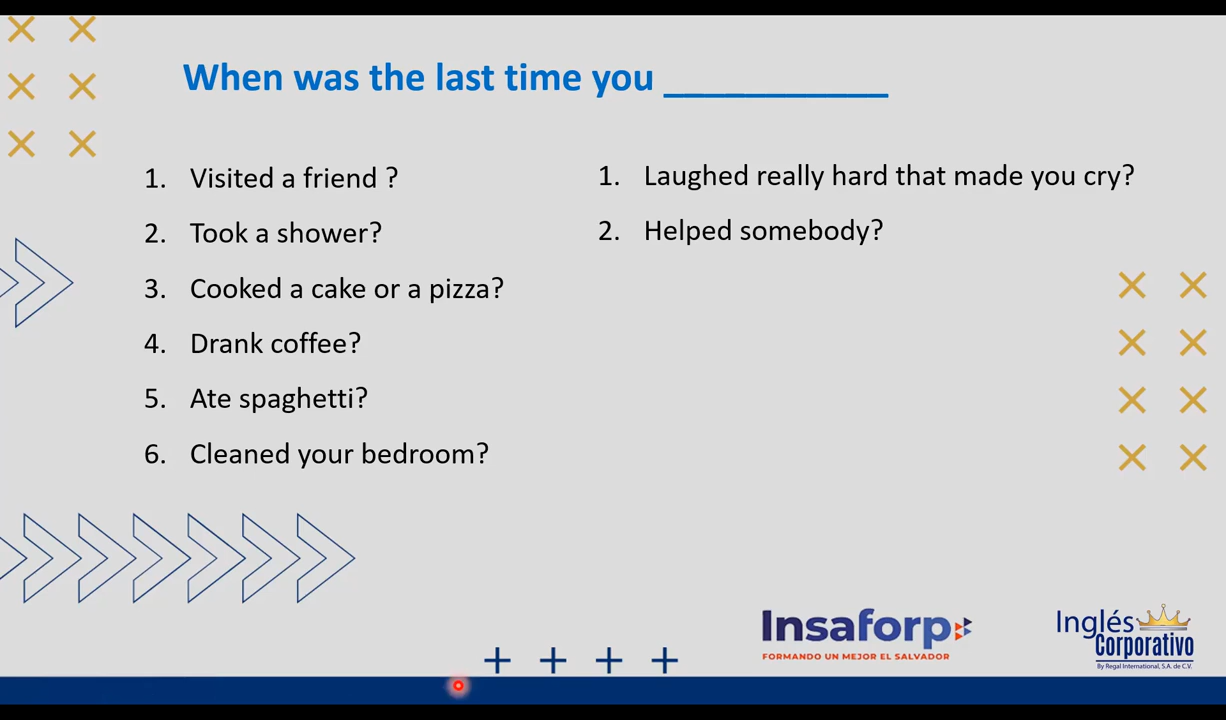 When was the last time you ___________
1. Visited a friend ?
2. Took a shower?
3. Cooked a cake or a pizza?
4. Drank coffee?
5. Ate spaghetti?
6. Cleaned your bedroom?
1. Laughed really hard that made you cry?
2. Helped somebody?
Insaforp
FORMANDO UN MEJOR EL SALVADOR
Inglés
Corporativo
By Regal International, S.A. de C.V.